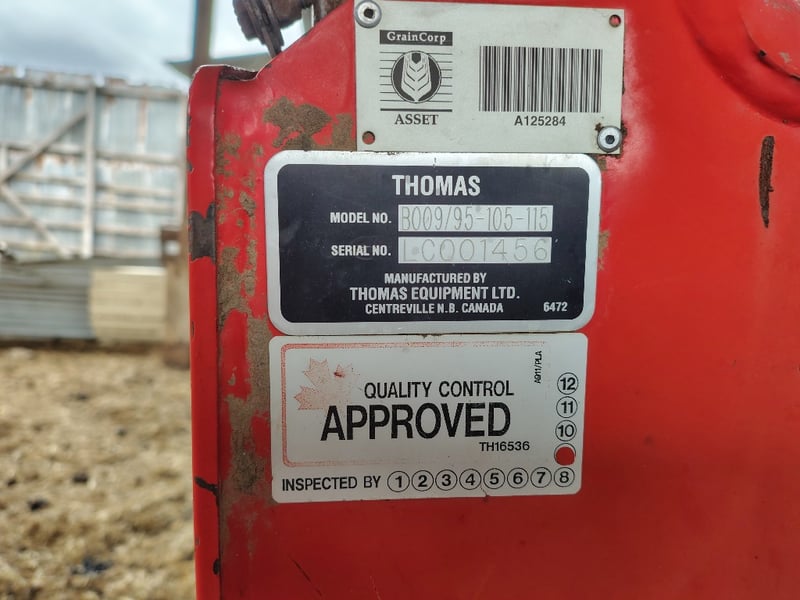 GrainCorp
ASSET
A125284
THOMAS
MODEL NO. B009/95-105-115
SERIAL NO. LC001456
MANUFACTURED BY
THOMAS EQUIPMENT LTD.
CENTREVILLE N.B. CANADA 6472
A911/PLA
QUALITY CONTROL
APPROVED
TH16536
12
11
10
INSPECTED BY 1 2 3 4 5 6 7 8